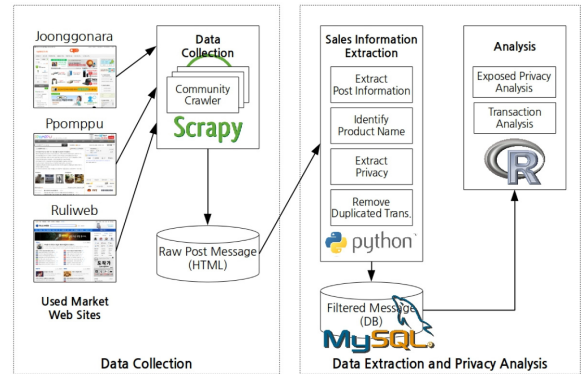 Joonggonara
Ppomppu
Ruliweb
Used Market
Web Sites
Data
Collection
Community
Crawler
Scrapy
Raw Post Message
(HTML)
Data Collection
Sales Information
Extraction
Extract
Post Information
Identify
Product Name
Extract
Privacy
Remove
Duplicated Trans.
python
Filtered Message
(DB)
MySQL
Analysis
Exposed Privacy
Analysis
Transaction
Analysis
R
Data Extraction and Privacy Analysis